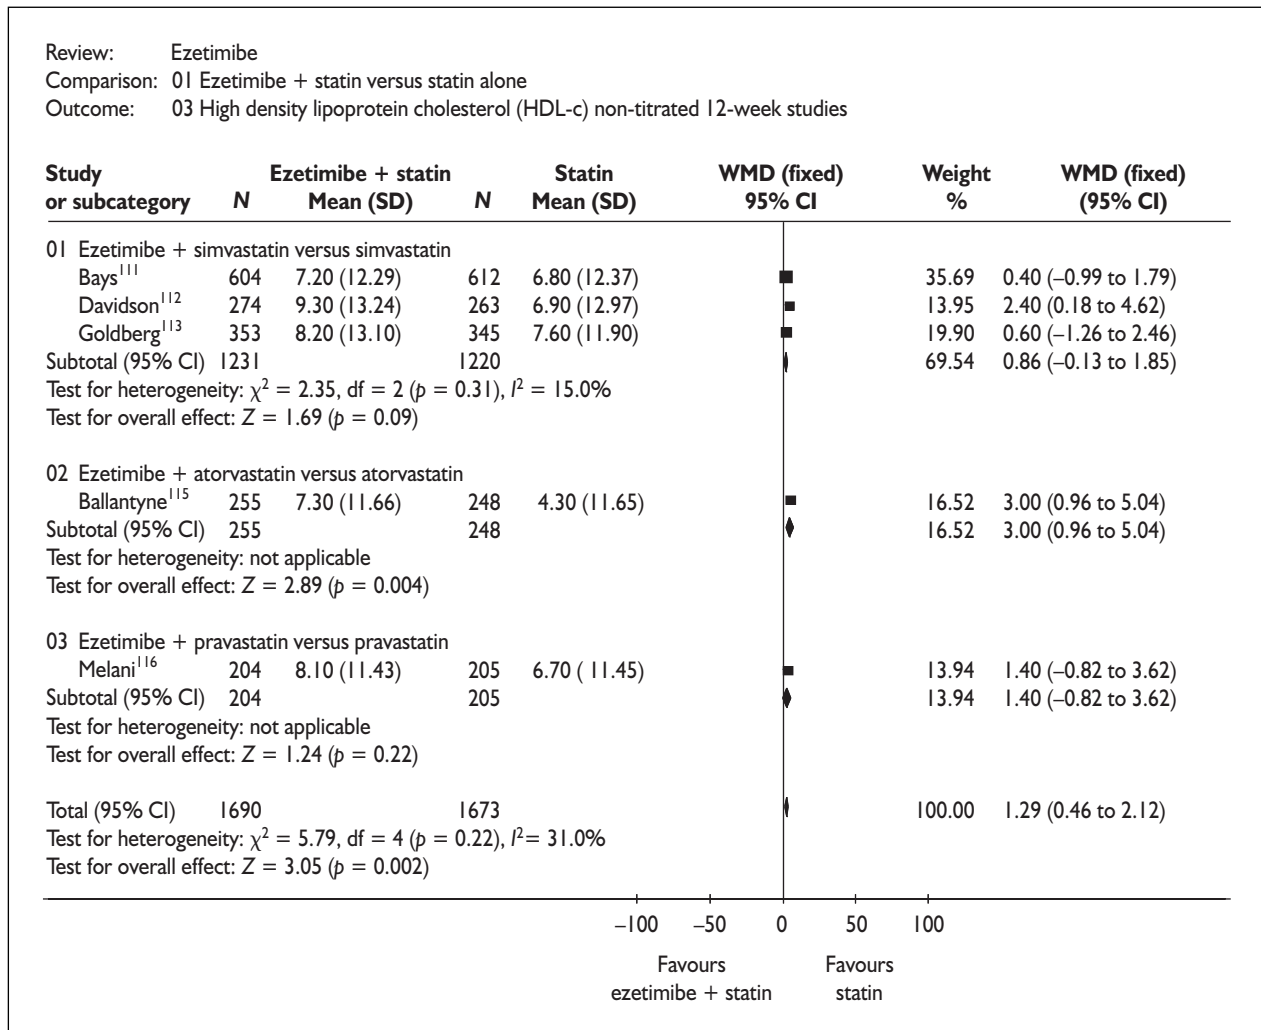 Review: Ezetimibe
Comparison: 01 Ezetimibe + statin versus statin alone
Outcome: 03 High density lipoprotein cholesterol (HDL-c) non-titrated 12-week studies
Study Ezetimibe + statin Statin WMD (fixed) Weight WMD (fixed)
or subcategory N Mean (SD) N Mean (SD) 95% CI % (95% CI)
01 Ezetimibe + simvastatin versus simvastatin
Bays¹¹¹ 604 7.20 (12.29) 612 6.80 (12.37) 35.69 0.40 (–0.99 to 1.79)
Davidson¹¹² 274 9.30 (13.24) 263 6.90 (12.97) 13.95 2.40 (0.18 to 4.62)
Goldberg¹¹³ 353 8.20 (13.10) 345 7.60 (11.90) 19.90 0.60 (–1.26 to 2.46)
Subtotal (95% CI) 1231 1220 69.54 0.86 (–0.13 to 1.85)
Test for heterogeneity: χ² = 2.35, df = 2 (p = 0.31), I² = 15.0%
Test for overall effect: Z = 1.69 (p = 0.09)
02 Ezetimibe + atorvastatin versus atorvastatin
Ballantyne¹¹⁵ 255 7.30 (11.66) 248 4.30 (11.65) 16.52 3.00 (0.96 to 5.04)
Subtotal (95% CI) 255 248 16.52 3.00 (0.96 to 5.04)
Test for heterogeneity: not applicable
Test for overall effect: Z = 2.89 (p = 0.004)
03 Ezetimibe + pravastatin versus pravastatin
Melani¹¹⁶ 204 8.10 (11.43) 205 6.70 ( 11.45) 13.94 1.40 (–0.82 to 3.62)
Subtotal (95% CI) 204 205 13.94 1.40 (–0.82 to 3.62)
Test for heterogeneity: not applicable
Test for overall effect: Z = 1.24 (p = 0.22)
Total (95% CI) 1690 1673 100.00 1.29 (0.46 to 2.12)
Test for heterogeneity: χ² = 5.79, df = 4 (p = 0.22), I²= 31.0%
Test for overall effect: Z = 3.05 (p = 0.002)
–100 –50 0 50 100
Favours Favours
ezetimibe + statin statin